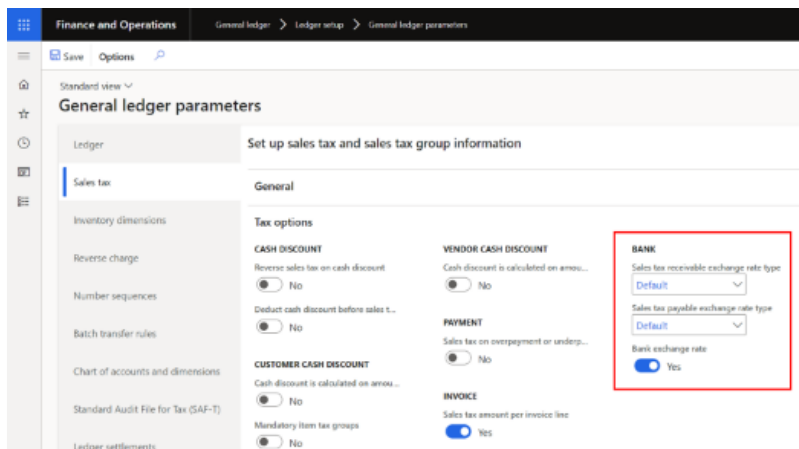 Finance and Operations
General ledger > Ledger setup > General ledger parameters
Save Options
Standard view
General ledger parameters
Ledger
Sales tax
Inventory dimensions
Reverse charge
Number sequences
Batch transfer rules
Chart of accounts and dimensions
Standard Audit File for Tax (SAF-T)
Ledger settlements
Set up sales tax and sales tax group information
General
Tax options
CASH DISCOUNT
Reverse sales tax on cash discount
No
Deduct cash discount before sales t...
No
CUSTOMER CASH DISCOUNT
Cash discount is calculated on amou...
No
Mandatory item tax groups
No
VENDOR CASH DISCOUNT
Cash discount is calculated on amou...
No
PAYMENT
Sales tax on overpayment or underp...
No
INVOICE
Sales tax amount per invoice line
Yes
BANK
Sales tax receivable exchange rate type
Default
Sales tax payable exchange rate type
Default
Bank exchange rate
Yes